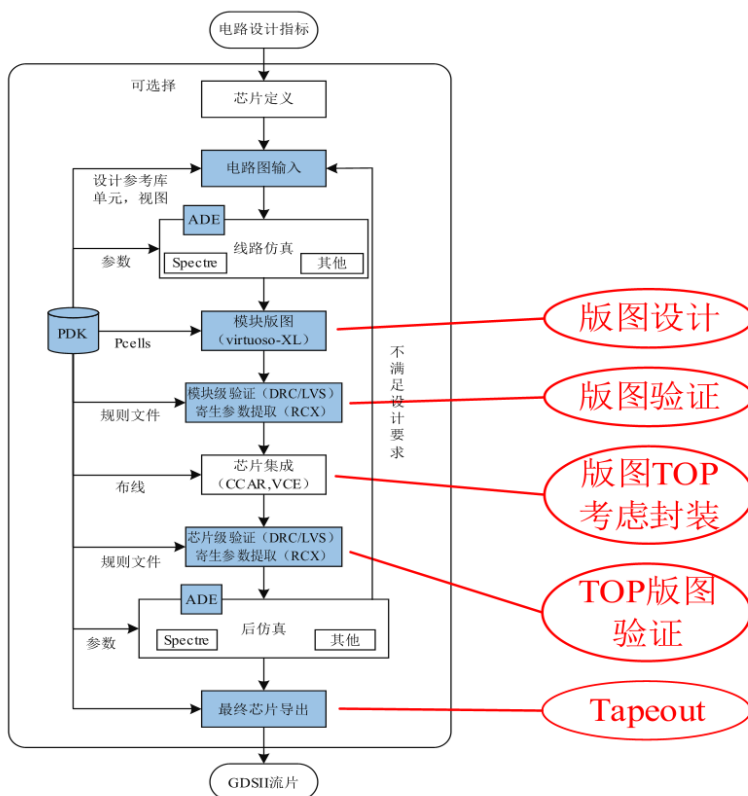 电路设计指标
可选择
芯片定义
电路图输入
设计参考库
单元，视图
ADE
线路仿真
Spectre
其他
参数
PDK
Pcells
模块版图
（virtuoso-XL）
版图设计
不满足设计要求
模块级验证（DRC/LVS）
寄生参数提取（RCX）
规则文件
版图验证
芯片集成
（CCAR,VCE）
布线
版图TOP
考虑封装
芯片级验证（DRC/LVS）
寄生参数提取（RCX）
规则文件
TOP版图
验证
ADE
后仿真
Spectre
其他
参数
最终芯片导出
Tapeout
GDSII流片